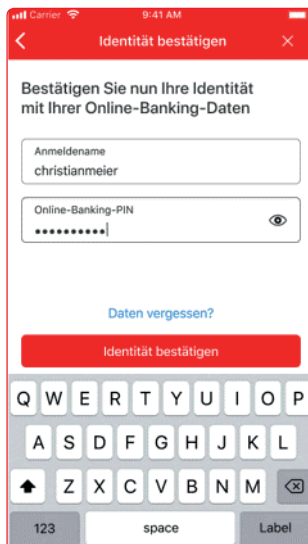 Carrier 9:41 AM
Identität bestätigen
Bestätigen Sie nun Ihre Identität
mit Ihrer Online-Banking-Daten
Anmeldename
christianmeier
Online-Banking-PIN
●●●●●●●●●●
Daten vergessen?
Identität bestätigen
Q W E R T Y U I O P
A S D F G H J K L
Z X C V B N M
123 space Label